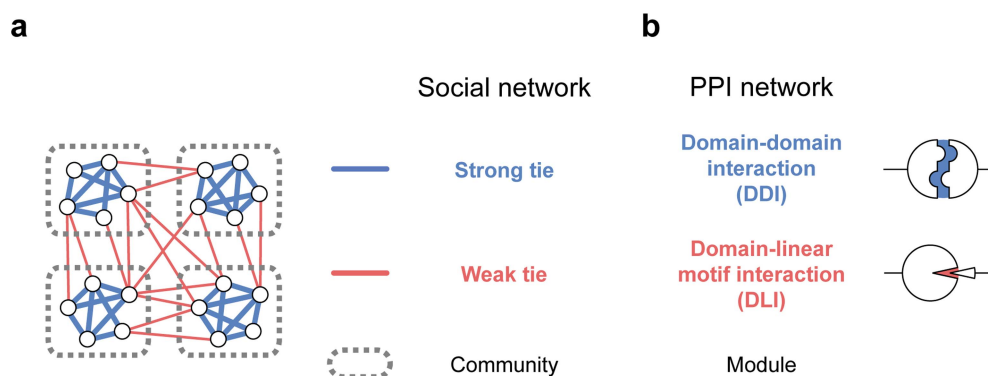 a
b
Social network
PPI network
Strong tie
Domain-domain
interaction
(DDI)
Weak tie
Domain-linear
motif interaction
(DLI)
Community
Module